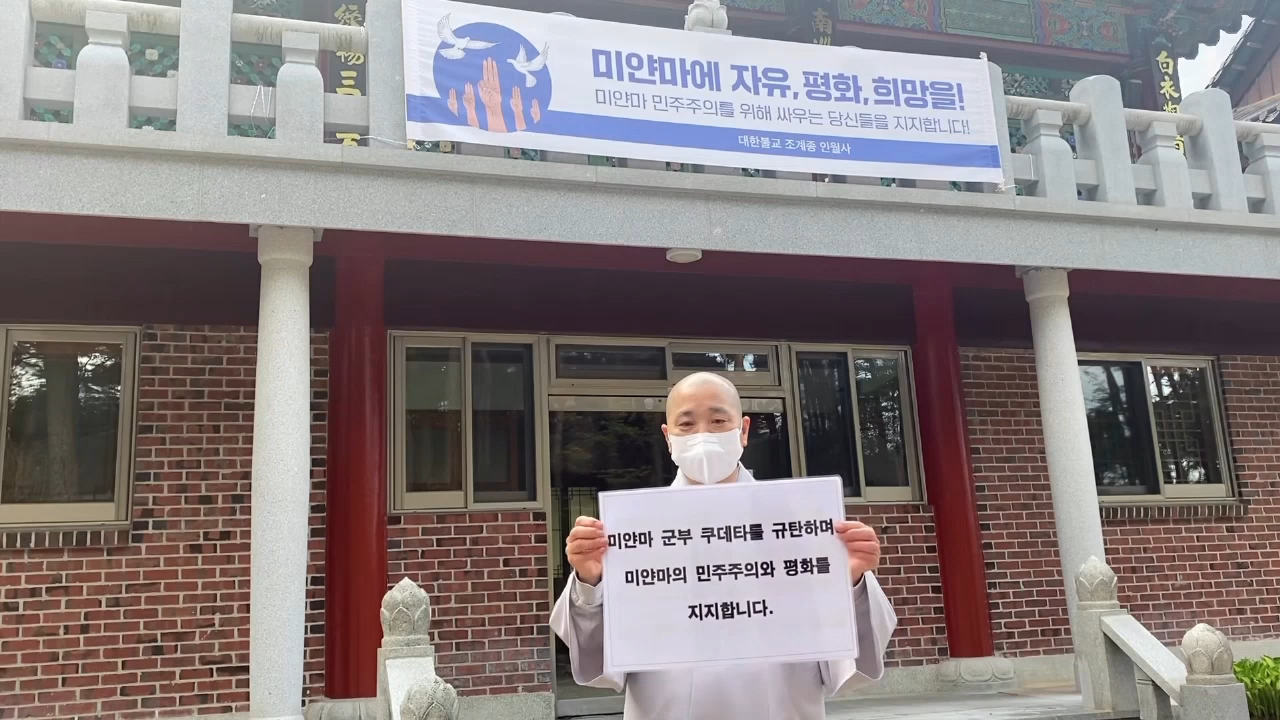 미얀마에 자유, 평화, 희망을!
미얀마 민주주의를 위해 싸우는 당신들을 지지합니다!
대한불교 조계종 인월사
白衣觀
미얀마 군부 쿠데타를 규탄하며
미얀마의 민주주의와 평화를
지지합니다.